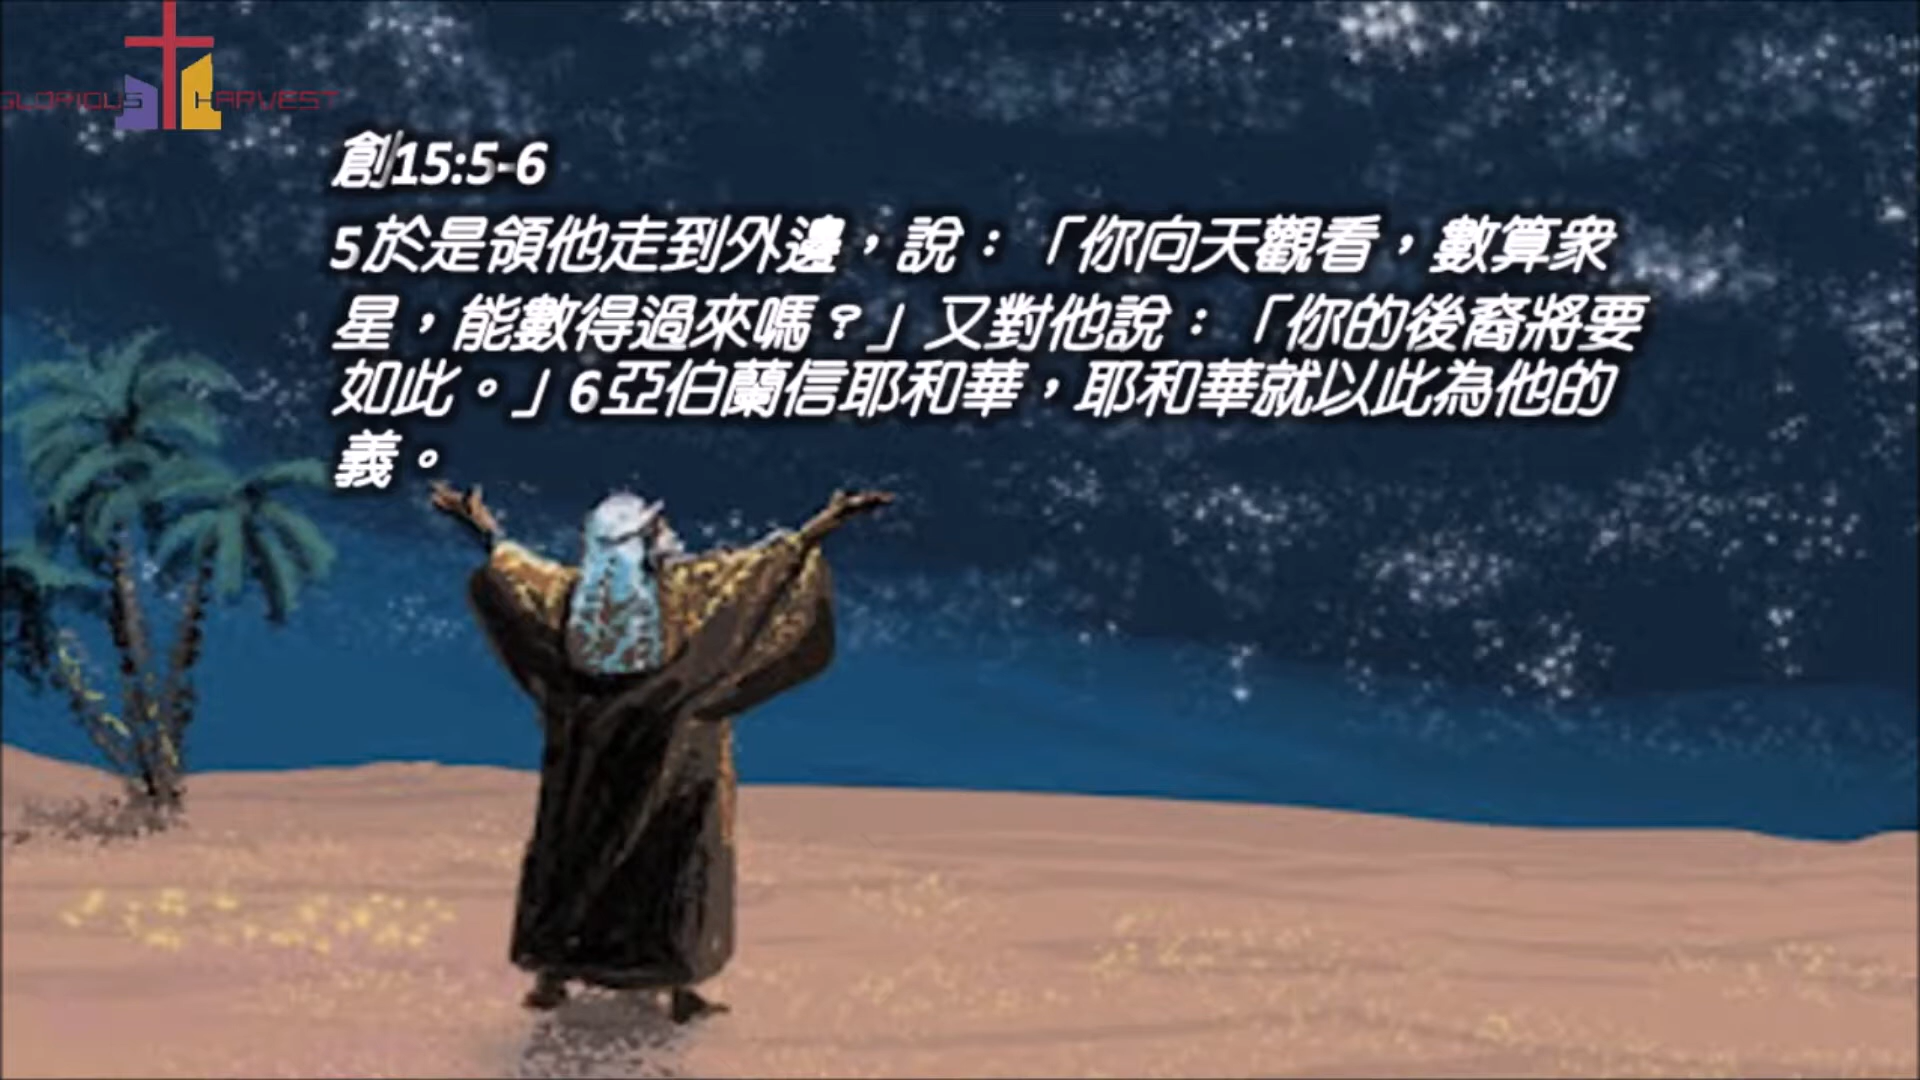 GLORIOUS HARVEST
創15:5-6
5於是領他走到外邊，說：「你向天觀看，數算衆
星，能數得過來嗎？」又對他說：「你的後裔將要
如此。」6亞伯蘭信耶和華，耶和華就以此為他的
義。